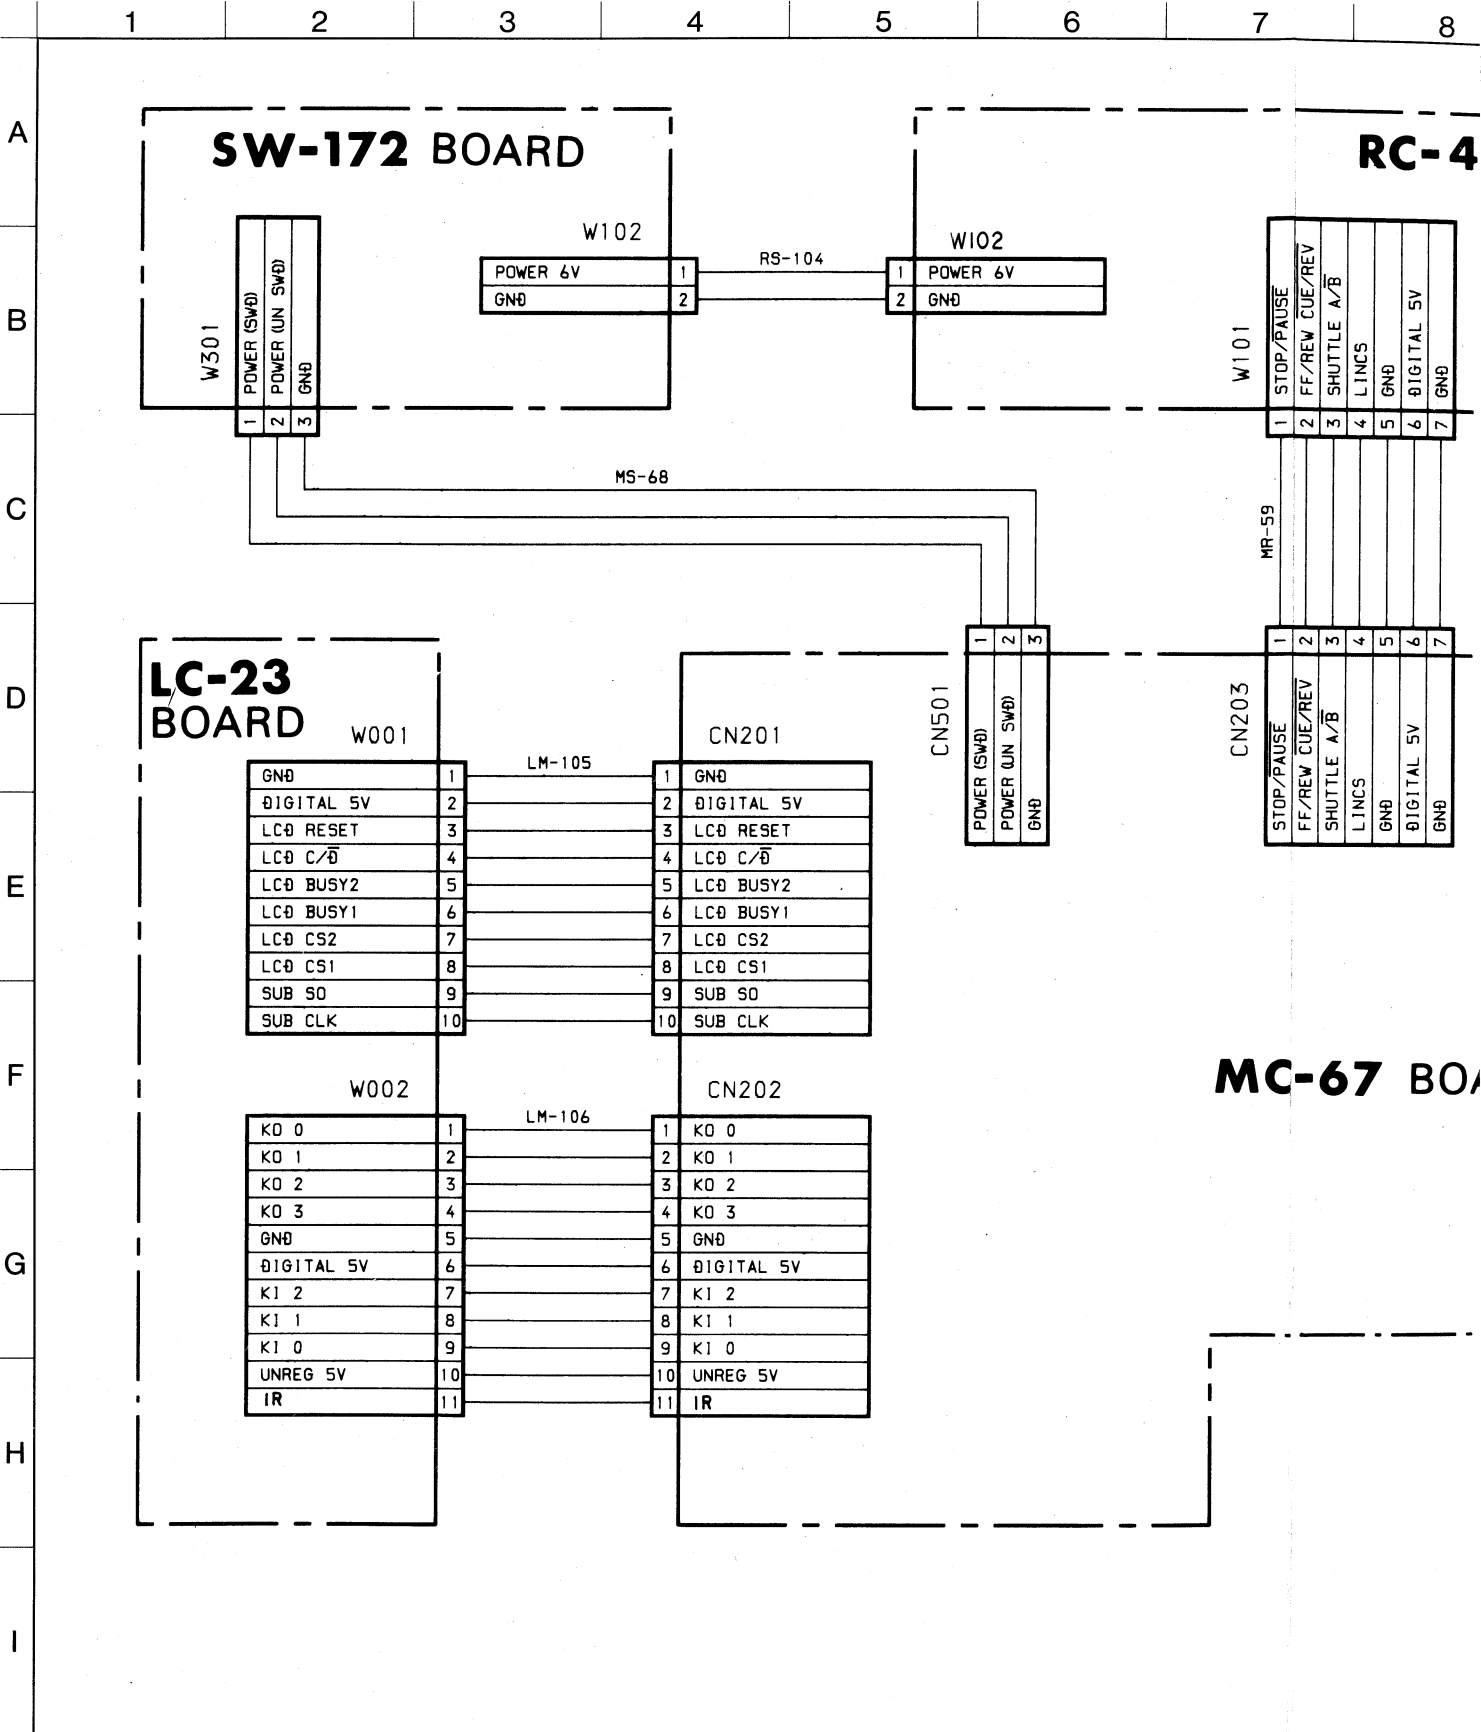 1 2 3 4 5 6 7 8
A
B
C
D
E
F
G
H
I
SW-172 BOARD
W301
POWER (SWD)
POWER (UN SWD)
GND
1 2 3
W102
POWER 6V 1
GND 2
RS-104
W102
1 POWER 6V
2 GND
RC-4
W101
STOP/PAUSE
FF/REW CUE/REV
SHUTTLE A/B
LINCS
GND
DIGITAL 5V
GND
1 2 3 4 5 6 7
MS-68
MR-59
CN501
1 2 3
POWER (SWD)
POWER (UN SWD)
GND
CN203
1 2 3 4 5 6 7
STOP/PAUSE
FF/REW CUE/REV
SHUTTLE A/B
LINCS
GND
DIGITAL 5V
GND
LC-23
BOARD
W001
GND 1
DIGITAL 5V 2
LCD RESET 3
LCD C/D̅ 4
LCD BUSY2 5
LCD BUSY1 6
LCD CS2 7
LCD CS1 8
SUB SO 9
SUB CLK 10
LM-105
CN201
1 GND
2 DIGITAL 5V
3 LCD RESET
4 LCD C/D̅
5 LCD BUSY2
6 LCD BUSY1
7 LCD CS2
8 LCD CS1
9 SUB SO
10 SUB CLK
W002
KO 0 1
KO 1 2
KO 2 3
KO 3 4
GND 5
DIGITAL 5V 6
KI 2 7
KI 1 8
KI 0 9
UNREG 5V 10
IR 11
LM-106
CN202
1 KO 0
2 KO 1
3 KO 2
4 KO 3
5 GND
6 DIGITAL 5V
7 KI 2
8 KI 1
9 KI 0
10 UNREG 5V
11 IR
MC-67 BOA